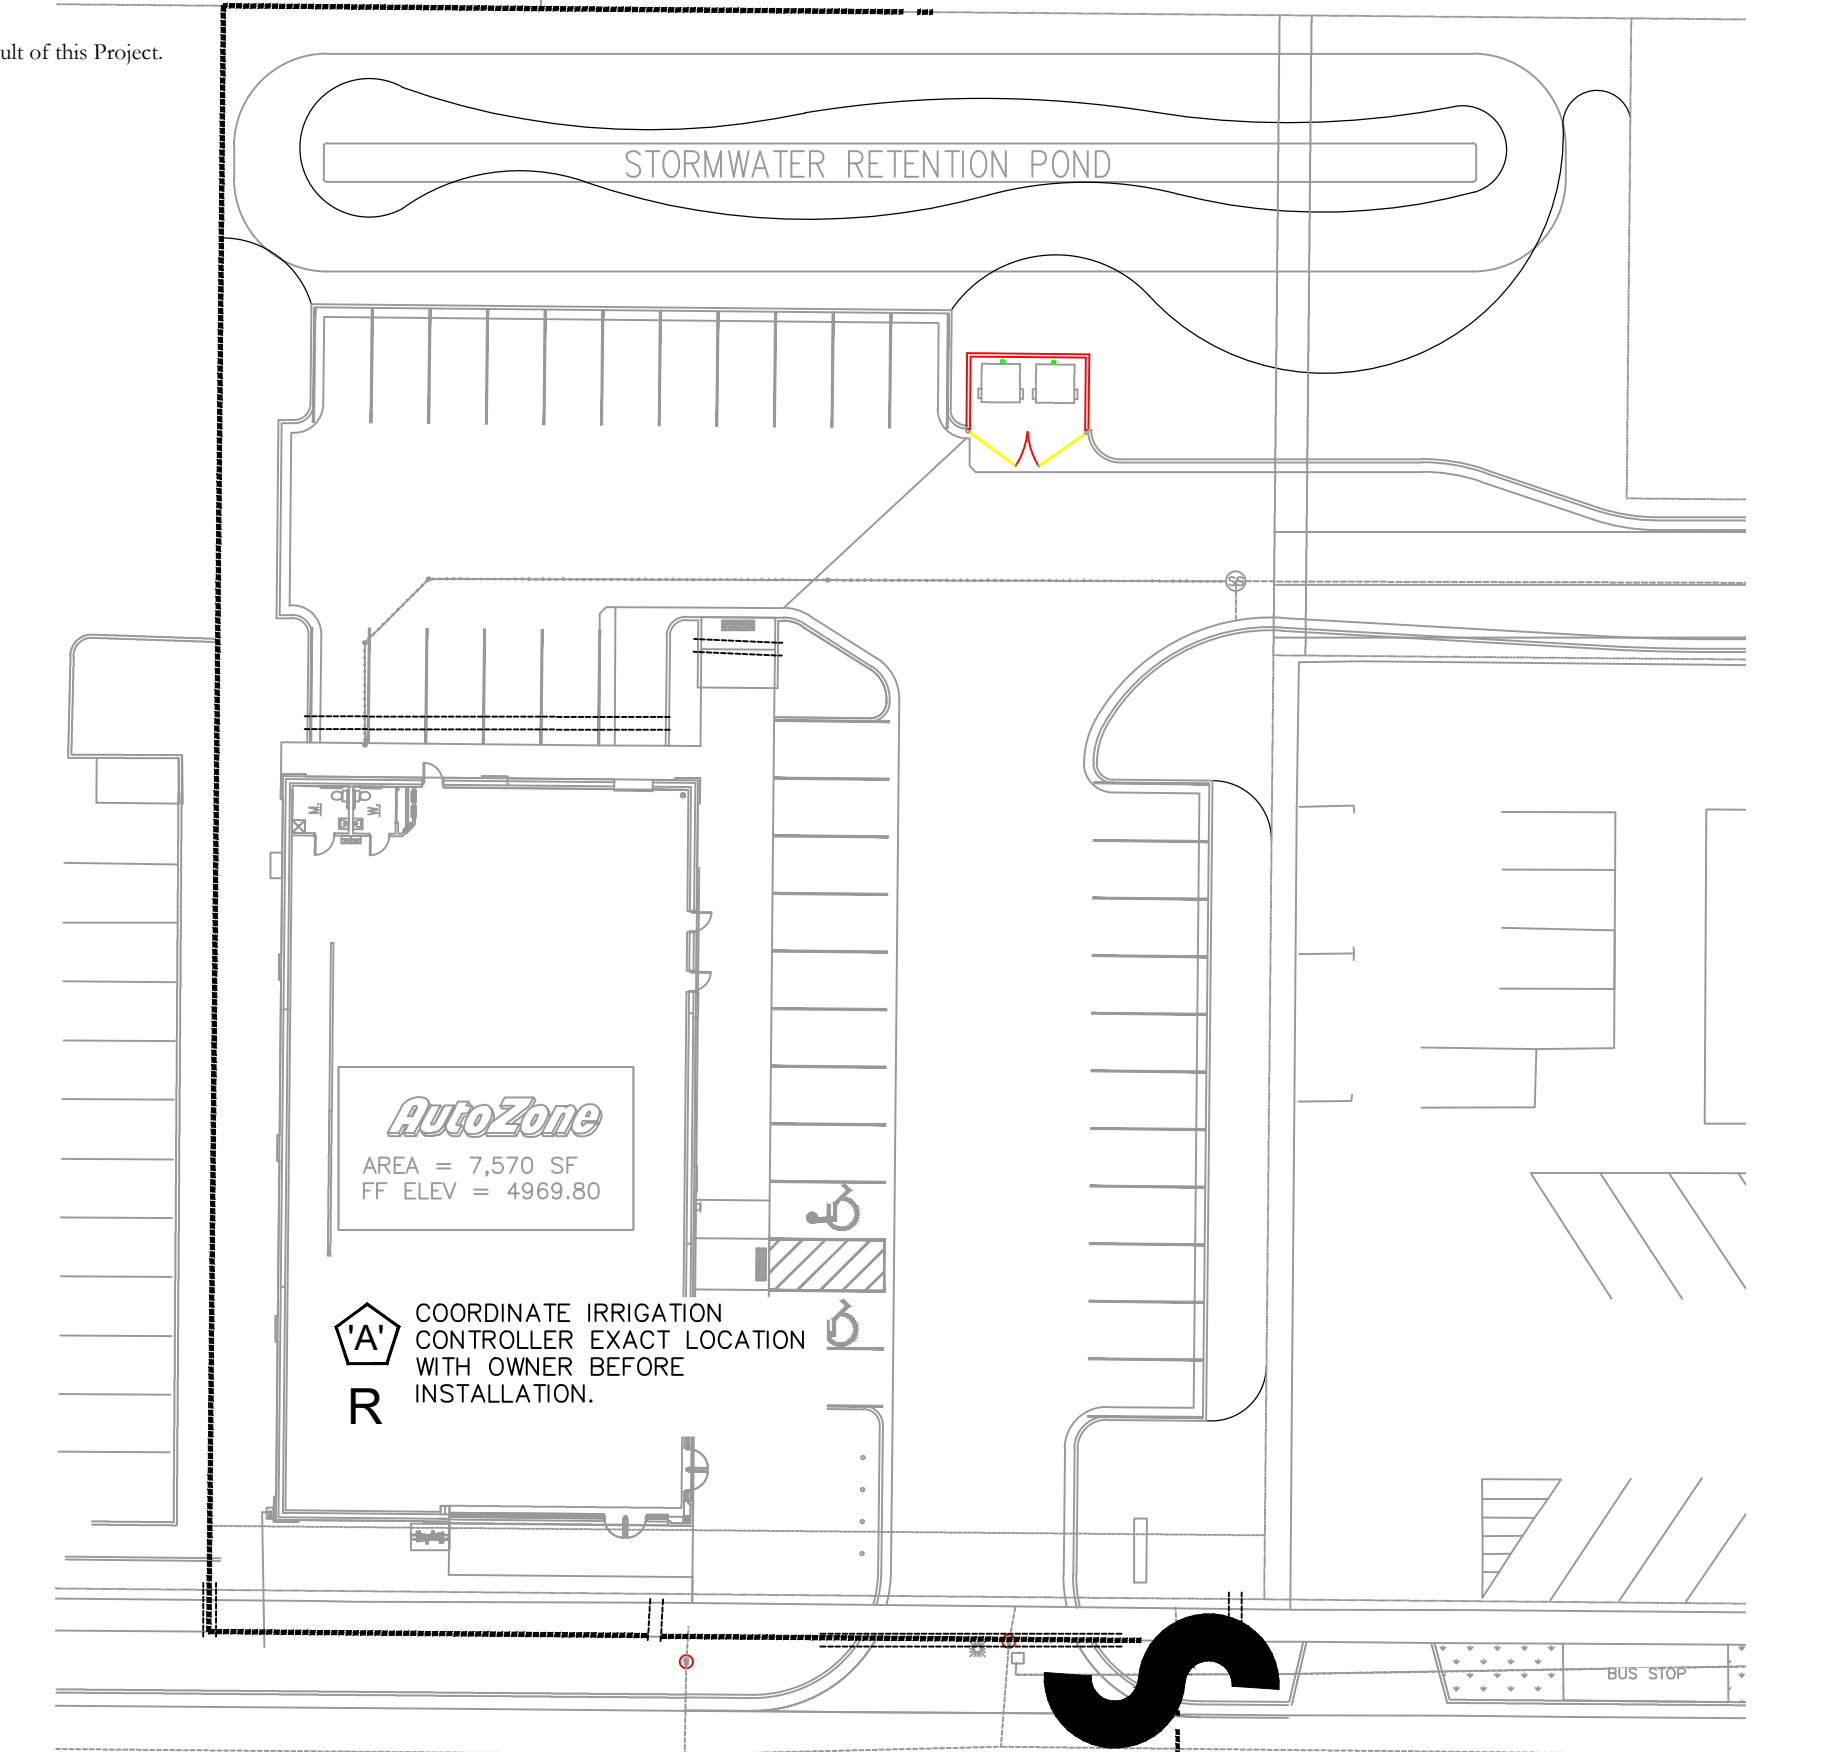 ult of this Project.
STORMWATER RETENTION POND
SS
M.
W.
AutoZone
AREA = 7,570 SF
FF ELEV = 4969.80
'A'
COORDINATE IRRIGATION
CONTROLLER EXACT LOCATION
WITH OWNER BEFORE
INSTALLATION.
R
S
BUS STOP